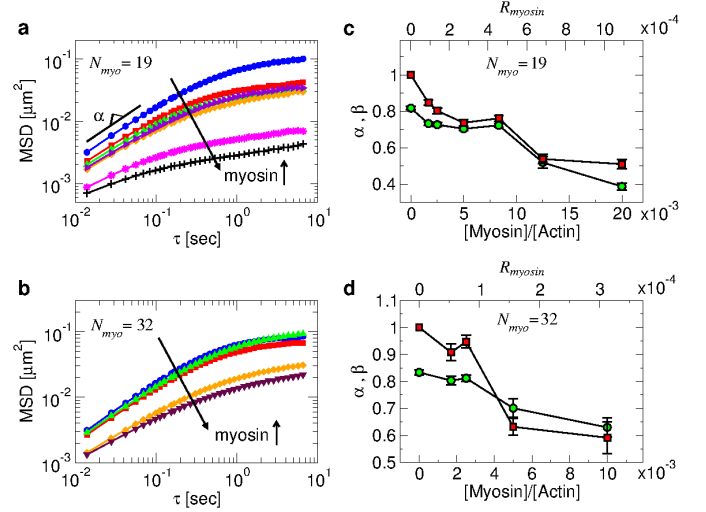 a
N_myo = 19
MSD [μm²]
10⁻¹
10⁻²
10⁻³
α
myosin
10⁻² 10⁻¹ 10⁰ 10¹
τ [sec]
c
R_myosin
0 2 4 6 8 10 x10⁻⁴
N_myo = 19
α , β
1
0.8
0.6
0.4
0 5 10 15 20 x10⁻³
[Myosin]/[Actin]
b
N_myo = 32
MSD [μm²]
10⁻¹
10⁻²
10⁻³
myosin
10⁻² 10⁻¹ 10⁰ 10¹
τ [sec]
d
R_myosin
0 1 2 3 x10⁻⁴
N_myo = 32
α , β
1.1
1
0.9
0.8
0.7
0.6
0.5
0 2 4 6 8 10 x10⁻³
[Myosin]/[Actin]